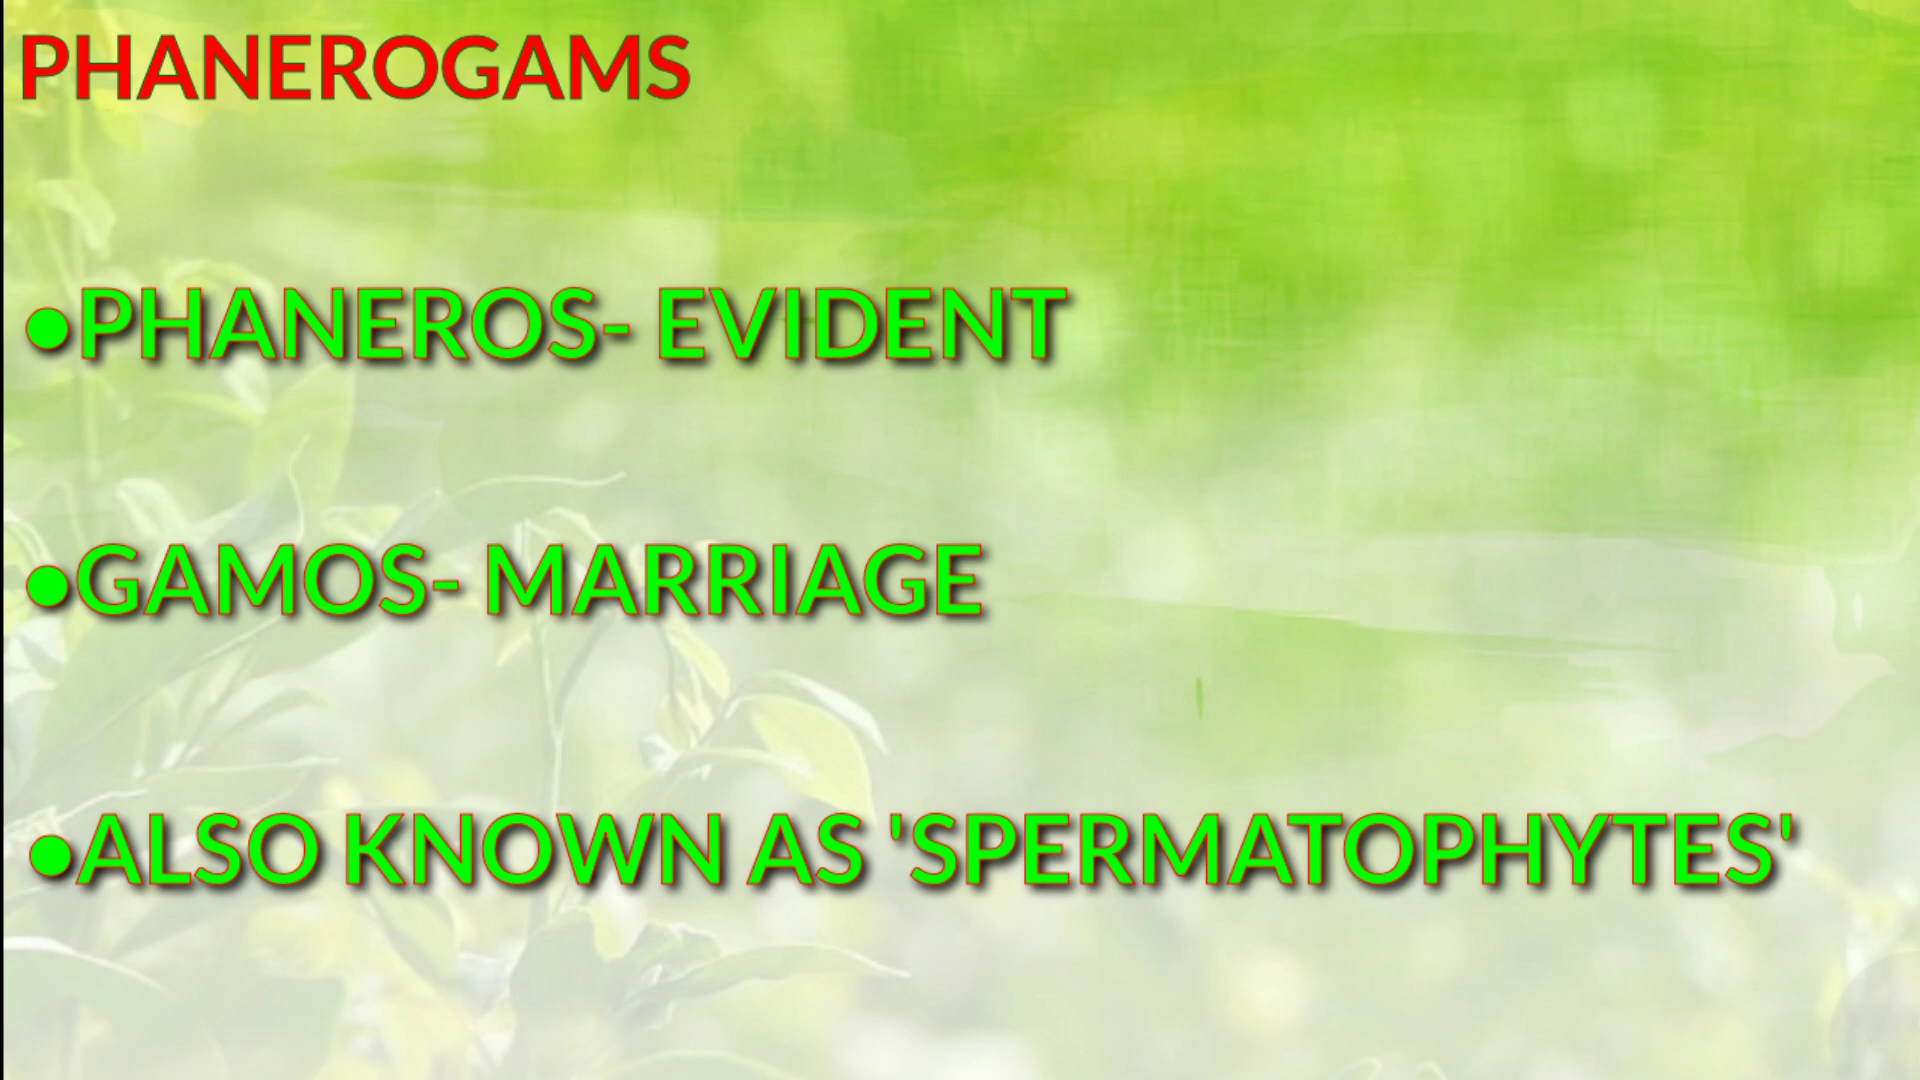 PHANEROGAMS
•PHANEROS- EVIDENT
•GAMOS- MARRIAGE
•ALSO KNOWN AS 'SPERMATOPHYTES'